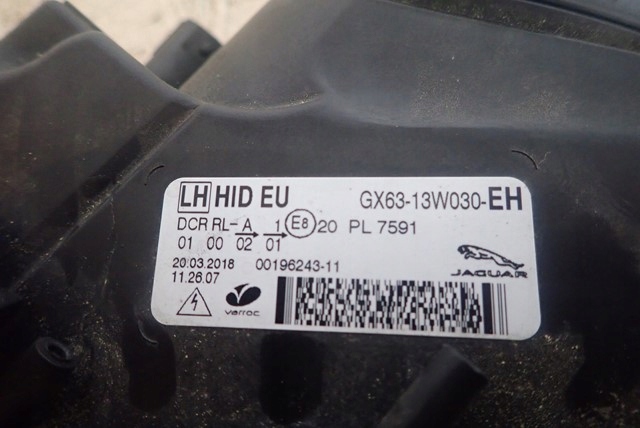 LH HID EU GX63-13W030-EH
DCR RL-A 1 E8 20 PL 7591
01 00 02 01
20.03.2018 00196243-11
11.26.07
JAGUAR
varroc